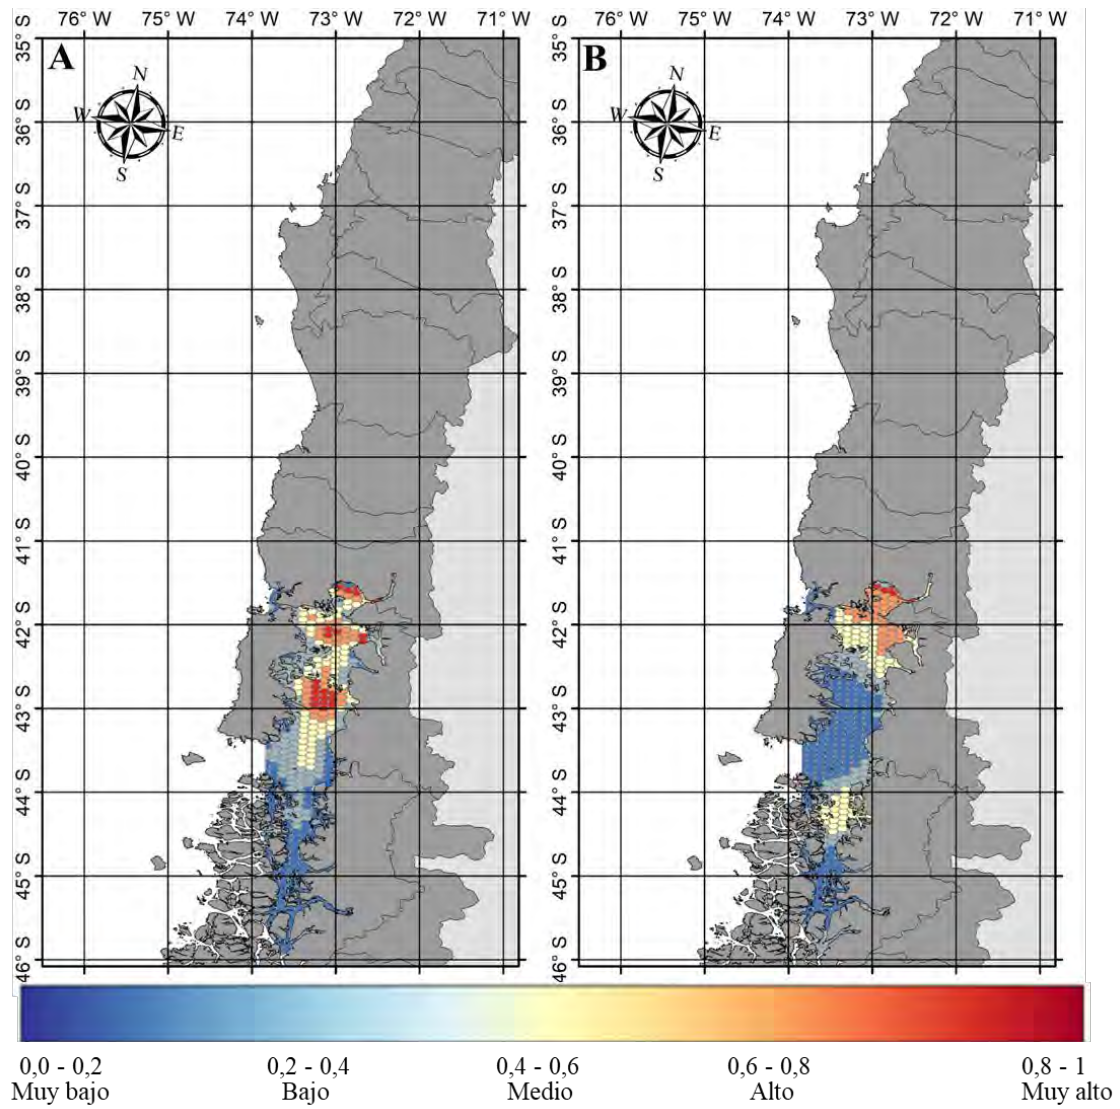 76° W 75° W 74° W 73° W 72° W 71° W 76° W 75° W 74° W 73° W 72° W 71° W
A
B
N
W
E
S
N
W
E
S
35° S
36° S
37° S
38° S
39° S
40° S
41° S
42° S
43° S
44° S
45° S
46° S
35° S
36° S
37° S
38° S
39° S
40° S
41° S
42° S
43° S
44° S
45° S
46° S
0,0 - 0,2 0,2 - 0,4 0,4 - 0,6 0,6 - 0,8 0,8 - 1
Muy bajo Bajo Medio Alto Muy alto